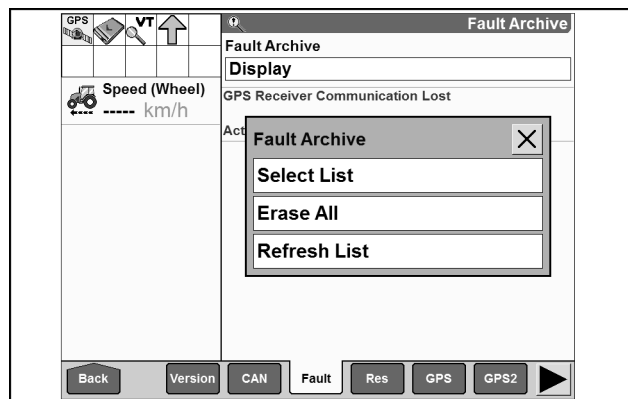 GPS
VT
Fault Archive
Fault Archive
Display
Speed (Wheel)
----- km/h
GPS Receiver Communication Lost
Act
Fault Archive
Select List
Erase All
Refresh List
Back
Version
CAN
Fault
Res
GPS
GPS2